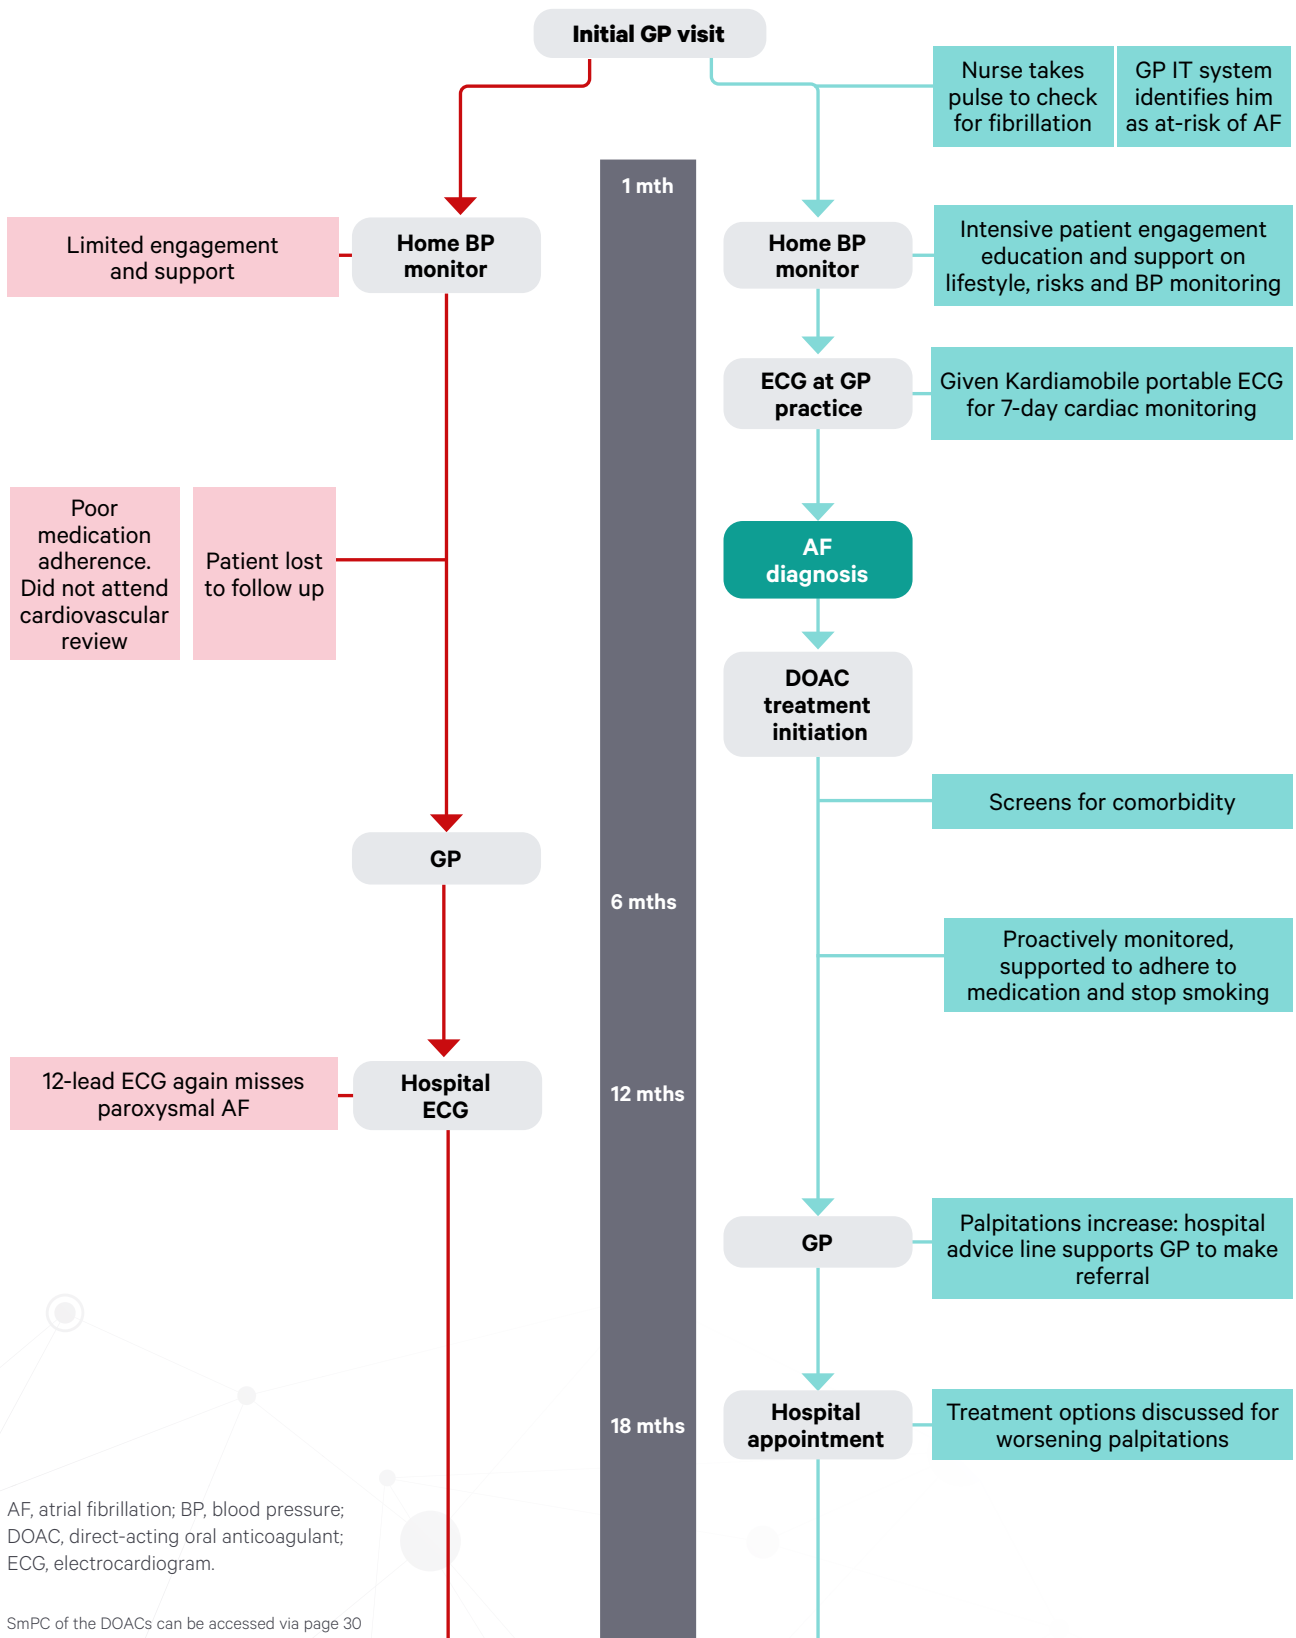 Initial GP visit
Nurse takes
pulse to check
for fibrillation
GP IT system
identifies him
as at-risk of AF
1 mth
Limited engagement
and support
Home BP
monitor
Home BP
monitor
Intensive patient engagement
education and support on
lifestyle, risks and BP monitoring
ECG at GP
practice
Given Kardiamobile portable ECG
for 7-day cardiac monitoring
Poor
medication
adherence.
Did not attend
cardiovascular
review
Patient lost
to follow up
AF
diagnosis
DOAC
treatment
initiation
Screens for comorbidity
GP
6 mths
Proactively monitored,
supported to adhere to
medication and stop smoking
12-lead ECG again misses
paroxysmal AF
Hospital
ECG
12 mths
GP
Palpitations increase: hospital
advice line supports GP to make
referral
18 mths
Hospital
appointment
Treatment options discussed for
worsening palpitations
AF, atrial fibrillation; BP, blood pressure;
DOAC, direct-acting oral anticoagulant;
ECG, electrocardiogram.
SmPC of the DOACs can be accessed via page 30